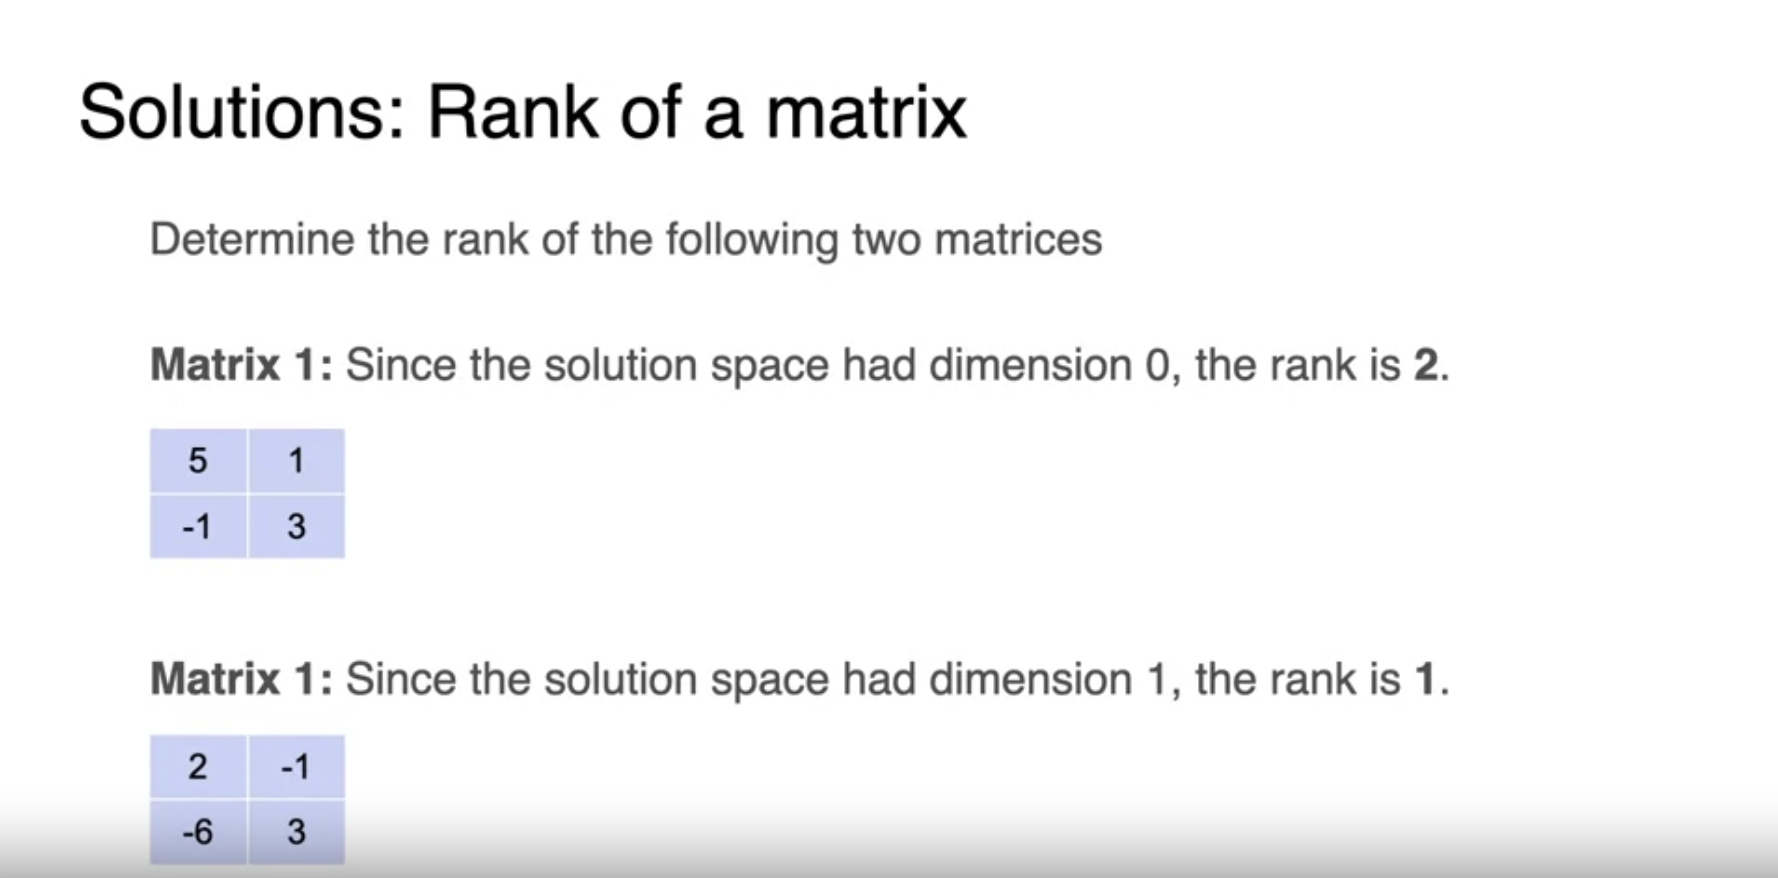 Solutions: Rank of a matrix
Determine the rank of the following two matrices
Matrix 1: Since the solution space had dimension 0, the rank is 2.
5 1
-1 3
Matrix 1: Since the solution space had dimension 1, the rank is 1.
2 -1
-6 3